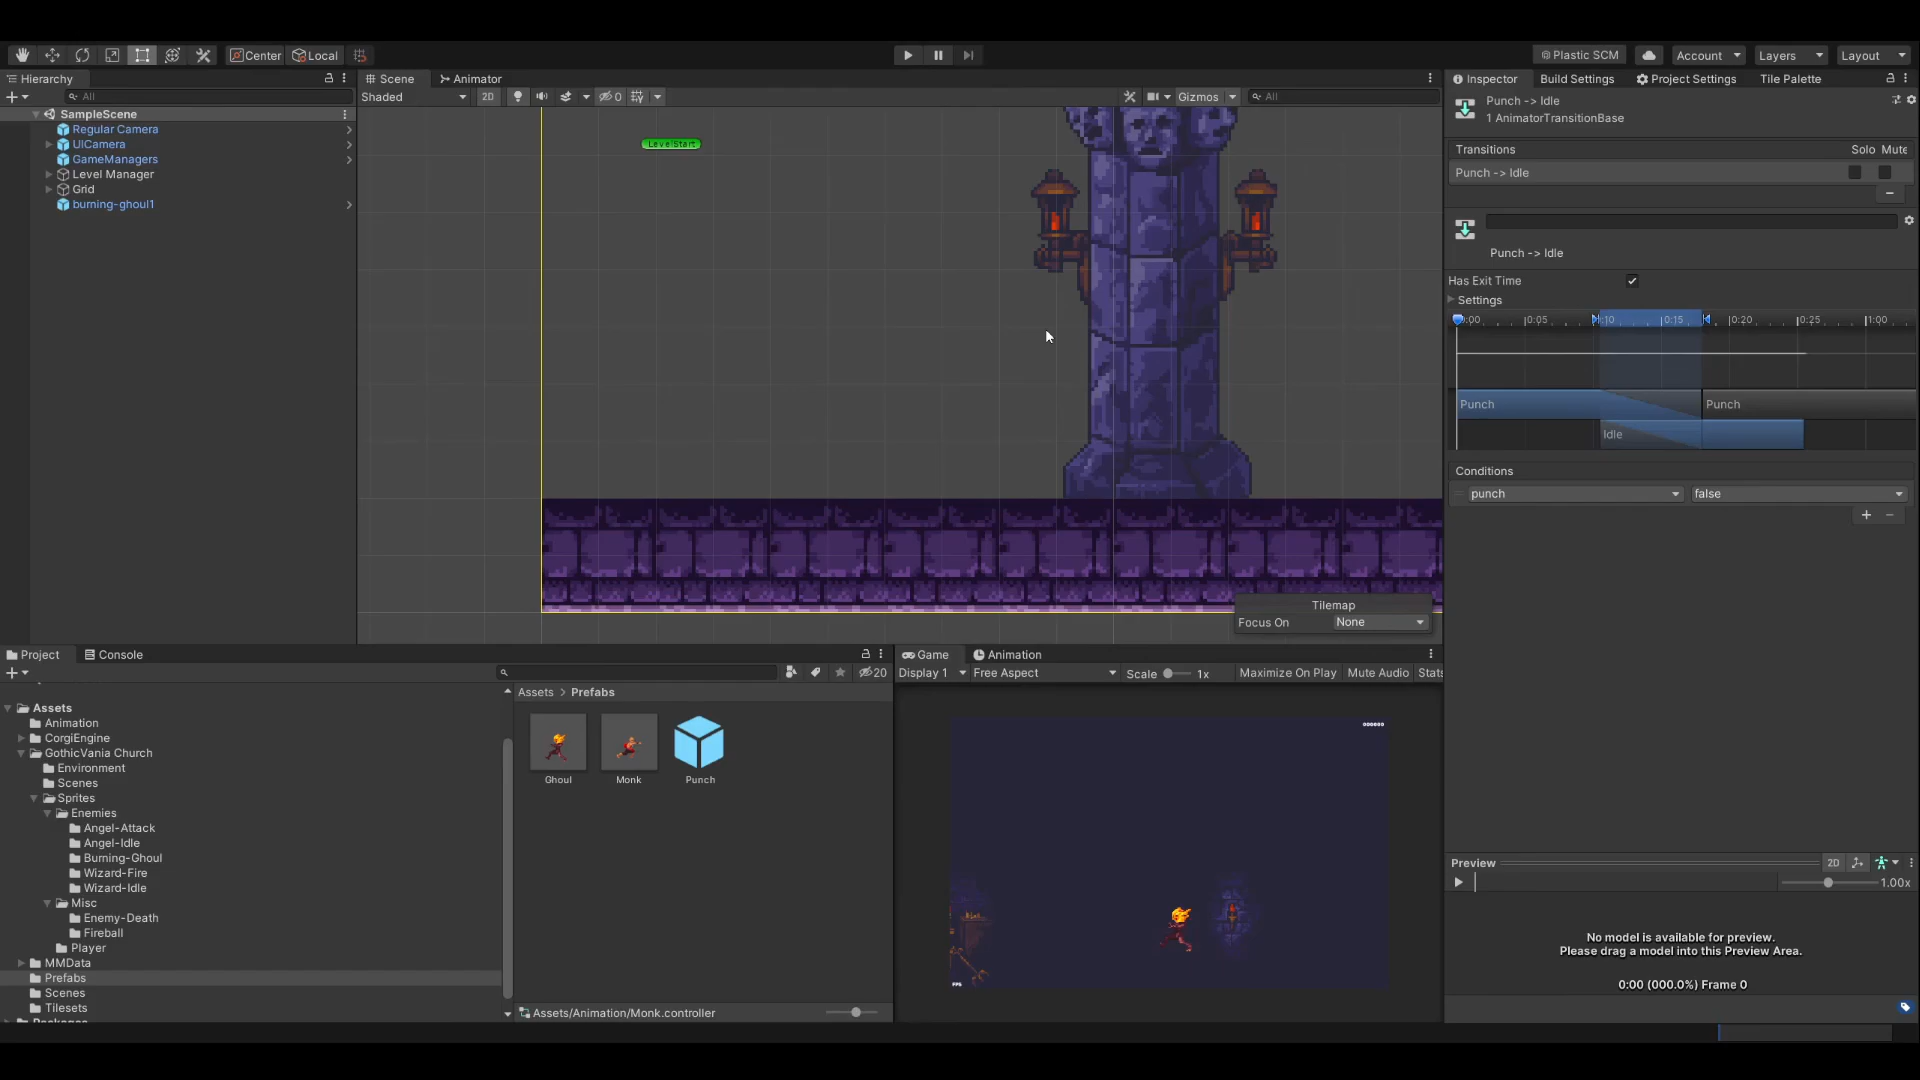 Center
Local
Plastic SCM
Account
Layers
Layout
Hierarchy
Scene
Animator
Inspector
Build Settings
Project Settings
Tile Palette
All
Shaded
2D
0
Gizmos
All
SampleScene
Regular Camera
UICamera
GameManagers
Level Manager
Grid
burning-ghoul1
LevelStart
Tilemap
Focus On
None
Punch -> Idle
1 AnimatorTransitionBase
Transitions
Solo Mute
Punch -> Idle
Punch -> Idle
Has Exit Time
Settings
0:00 0:05 0:10 0:15 0:20 0:25 1:00
Punch
Punch
Idle
Conditions
punch
false
Preview
2D
1.00x
No model is available for preview.
Please drag a model into this Preview Area.
0:00 (000.0%) Frame 0
Project
Console
20
Assets
Animation
CorgiEngine
GothicVania Church
Environment
Scenes
Sprites
Enemies
Angel-Attack
Angel-Idle
Burning-Ghoul
Wizard-Fire
Wizard-Idle
Misc
Enemy-Death
Fireball
Player
MMData
Prefabs
Scenes
Tilesets
Packages
Assets > Prefabs
Ghoul
Monk
Punch
Assets/Animation/Monk.controller
Game
Animation
Display 1
Free Aspect
Scale
1x
Maximize On Play
Mute Audio
Stats
000000
FPS